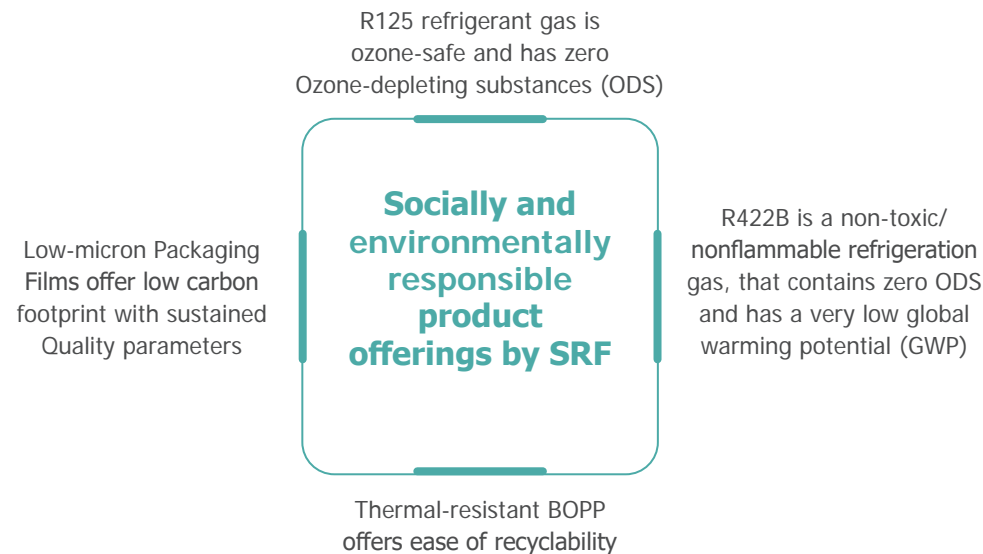 R125 refrigerant gas is
ozone-safe and has zero
Ozone-depleting substances (ODS)
Socially and
environmentally
responsible
product
offerings by SRF
R422B is a non-toxic/
nonflammable refrigeration
gas, that contains zero ODS
and has a very low global
warming potential (GWP)
Low-micron Packaging
Films offer low carbon
footprint with sustained
Quality parameters
Thermal-resistant BOPP
offers ease of recyclability